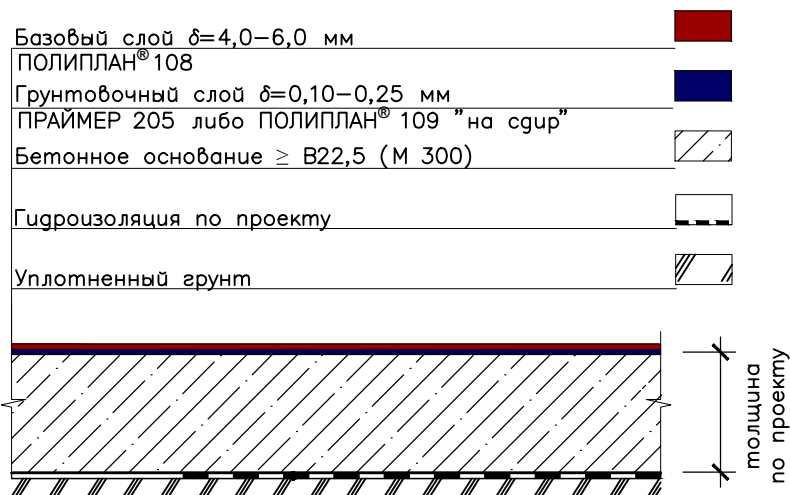 Базовый слой δ=4,0–6,0 мм
ПОЛИПЛАН® 108
Грунтовочный слой δ=0,10–0,25 мм
ПРАЙМЕР 205 либо ПОЛИПЛАН® 109 "на сдир"
Бетонное основание ≥ В22,5 (М 300)
Гидроизоляция по проекту
Уплотненный грунт
толщина
по проекту